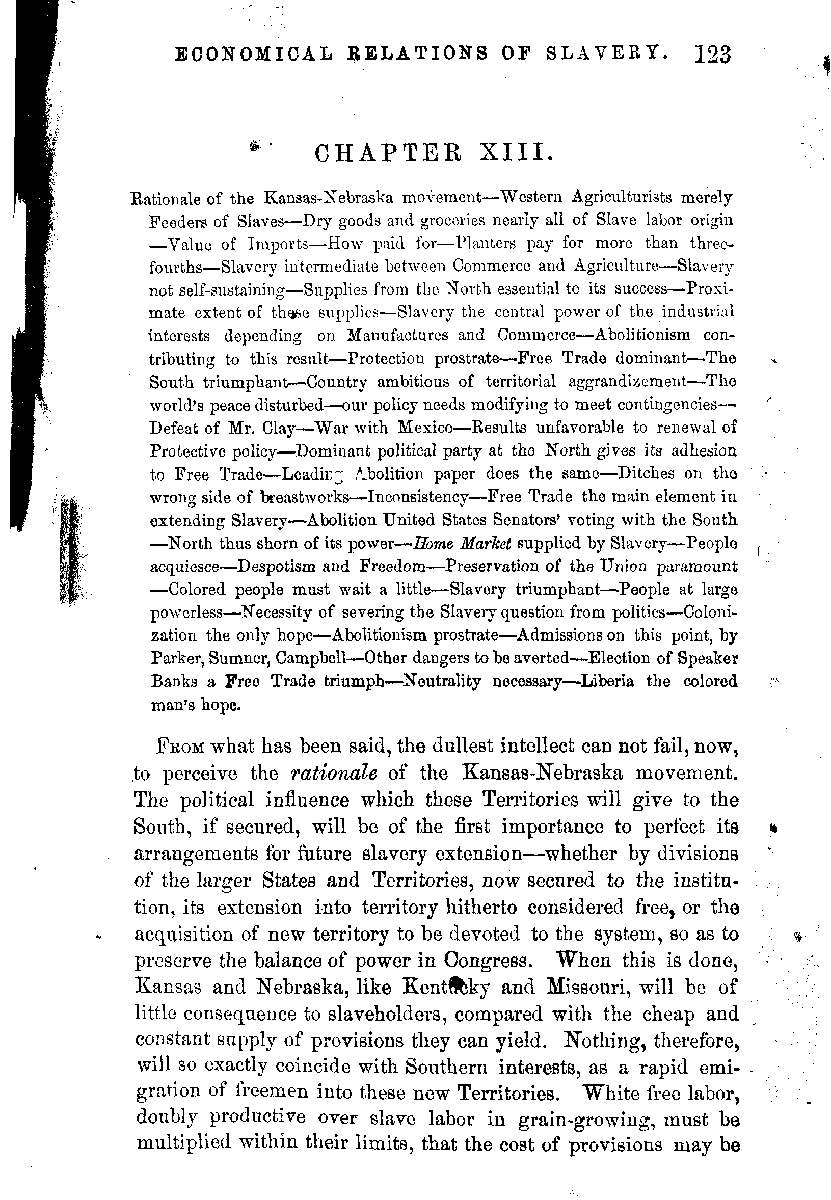 ECONOMICAL RELATIONS OF SLAVERY. 123
CHAPTER XIII.
Rationale of the Kansas-Nebraska movement—Western Agriculturists merely
Feeders of Slaves—Dry goods and groceries nearly all of Slave labor origin
—Value of Imports—How paid for—Planters pay for more than three-
fourths—Slavery intermediate between Commerce and Agriculture—Slavery
not self-sustaining—Supplies from the North essential to its success—Proxi-
mate extent of these supplies—Slavery the central power of the industrial
interests depending on Manufactures and Commerce—Abolitionism con-
tributing to this result—Protection prostrate—Free Trade dominant—The
South triumphant—Country ambitious of territorial aggrandizement—The
world's peace disturbed—our policy needs modifying to meet contingencies—
Defeat of Mr. Clay—War with Mexico—Results unfavorable to renewal of
Protective policy—Dominant political party at the North gives its adhesion
to Free Trade—Leading Abolition paper does the same—Ditches on the
wrong side of breastworks—Inconsistency—Free Trade the main element in
extending Slavery—Abolition United States Senators' voting with the South
—North thus shorn of its power—Home Market supplied by Slavery—People
acquiesce—Despotism and Freedom—Preservation of the Union paramount
—Colored people must wait a little—Slavery triumphant—People at large
powerless—Necessity of severing the Slavery question from politics—Coloni-
zation the only hope—Abolitionism prostrate—Admissions on this point, by
Parker, Sumner, Campbell—Other dangers to be averted—Election of Speaker
Banks a Free Trade triumph—Neutrality necessary—Liberia the colored
man's hope.
FROM what has been said, the dullest intellect can not fail, now,
to perceive the rationale of the Kansas-Nebraska movement.
The political influence which these Territories will give to the
South, if secured, will be of the first importance to perfect its
arrangements for future slavery extension—whether by divisions
of the larger States and Territories, now secured to the institu-
tion, its extension into territory hitherto considered free, or the
acquisition of new territory to be devoted to the system, so as to
preserve the balance of power in Congress. When this is done,
Kansas and Nebraska, like Kentucky and Missouri, will be of
little consequence to slaveholders, compared with the cheap and
constant supply of provisions they can yield. Nothing, therefore,
will so exactly coincide with Southern interests, as a rapid emi-
gration of freemen into these new Territories. White free labor,
doubly productive over slave labor in grain-growing, must be
multiplied within their limits, that the cost of provisions may be